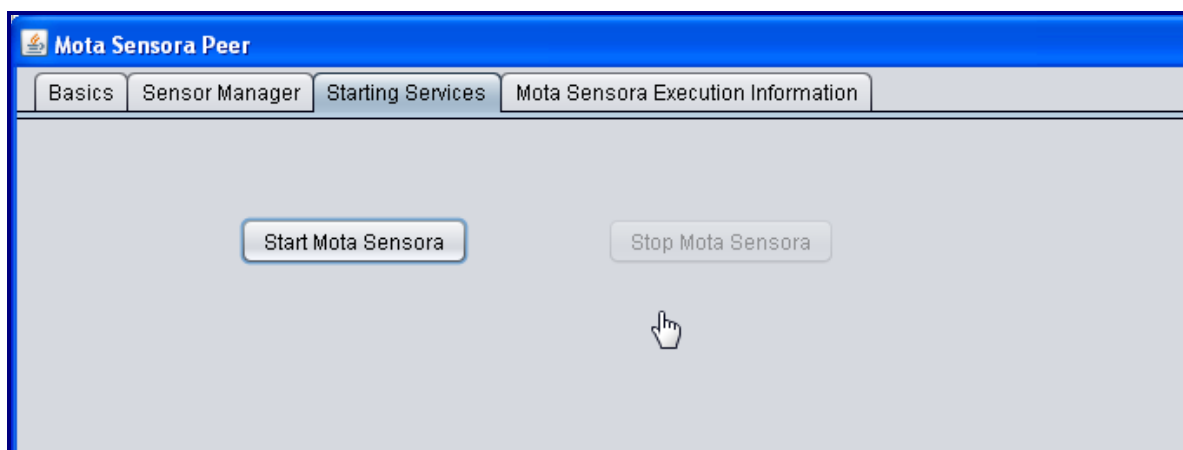 Mota Sensora Peer
Basics Sensor Manager Starting Services Mota Sensora Execution Information
Start Mota Sensora Stop Mota Sensora